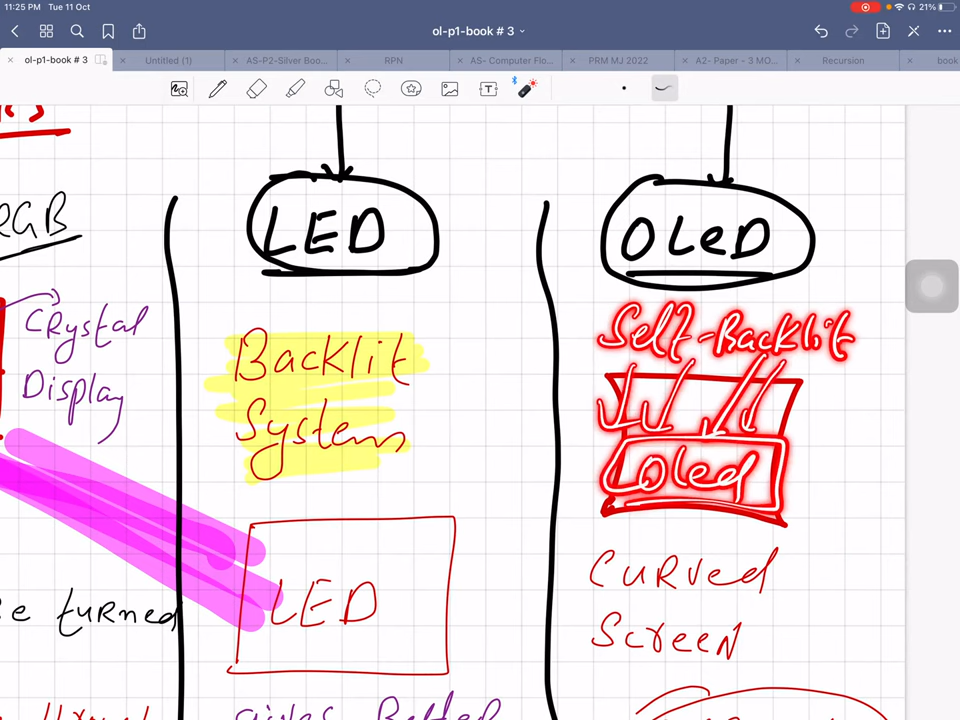 11:25 PM Tue 11 Oct
21%
ol-p1-book # 3
ol-p1-book # 3
Untitled (1)
AS-P2-Silver Boo...
RPN
AS- Computer Flo...
PRM MJ 2022
A2- Paper - 3 MO...
Recursion
book
RGB
Crystal
Display
e turned
LED
Backlit
System
LED
gives Better
OLeD
Self-Backlit
OLed
Curved
Screen